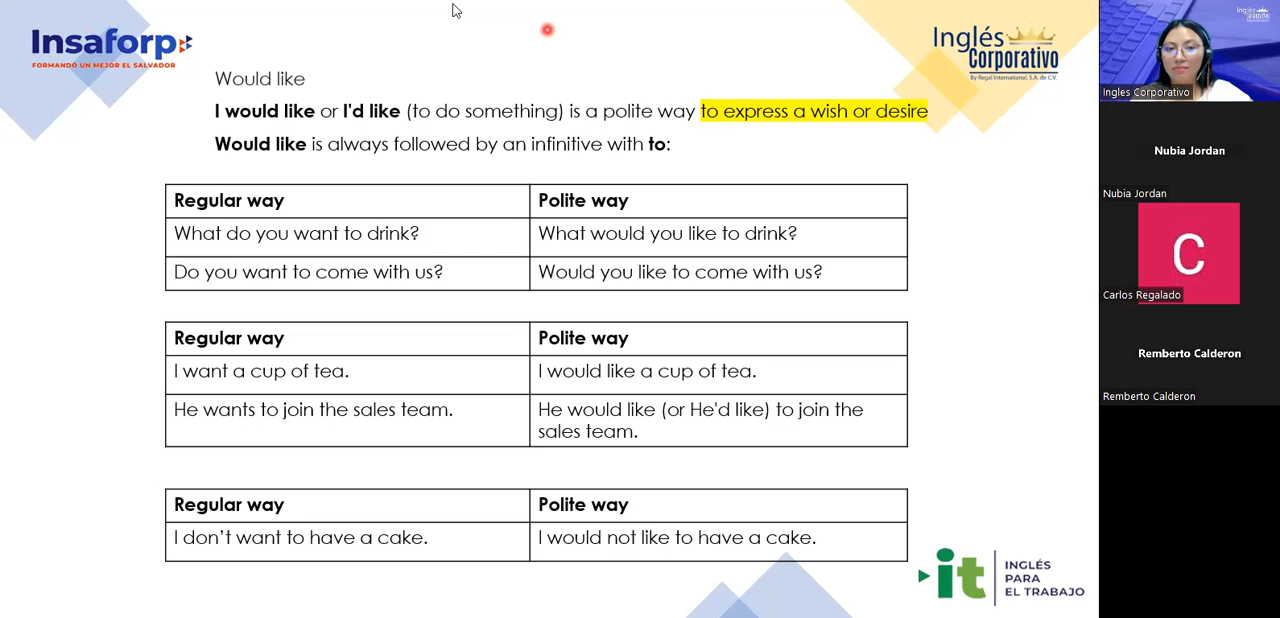 Insaforp
FORMANDO UN MEJOR EL SALVADOR
Inglés
Corporativo
By Regal International, S.A. de C.V.
Would like
I would like or I'd like (to do something) is a polite way to express a wish or desire
Would like is always followed by an infinitive with to:
Regular way Polite way
What do you want to drink? What would you like to drink?
Do you want to come with us? Would you like to come with us?
Regular way Polite way
I want a cup of tea. I would like a cup of tea.
He wants to join the sales team. He would like (or He'd like) to join the
sales team.
Regular way Polite way
I don't want to have a cake. I would not like to have a cake.
it
INGLÉS
PARA
EL TRABAJO
Inglés
Corporativo
Ingles Corporativo
Nubia Jordan
Nubia Jordan
C
Carlos Regalado
Remberto Calderon
Remberto Calderon